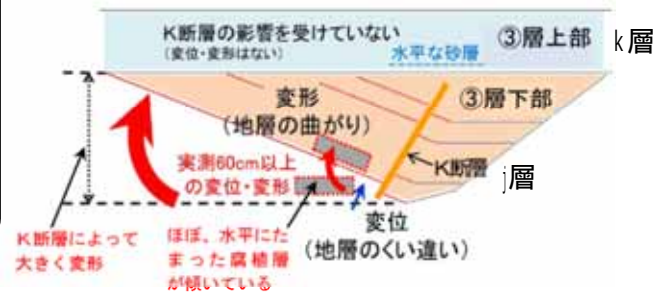 K断層の影響を受けていない
(変位・変形はない)
水平な砂層
③層上部
k層
変形
(地層の曲がり)
③層下部
実測60cm以上
の変位・変形
K断層
j層
変位
(地層のくい違い)
K断層によって
大きく変形
ほぼ、水平にた
まった腐植層
が傾いている